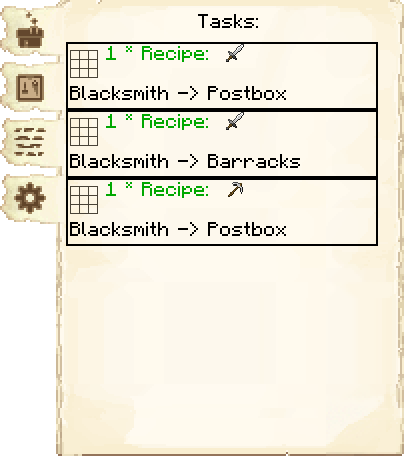 Tasks:
1 * Recipe:
Blacksmith -> Postbox
1 * Recipe:
Blacksmith -> Barracks
1 * Recipe:
Blacksmith -> Postbox